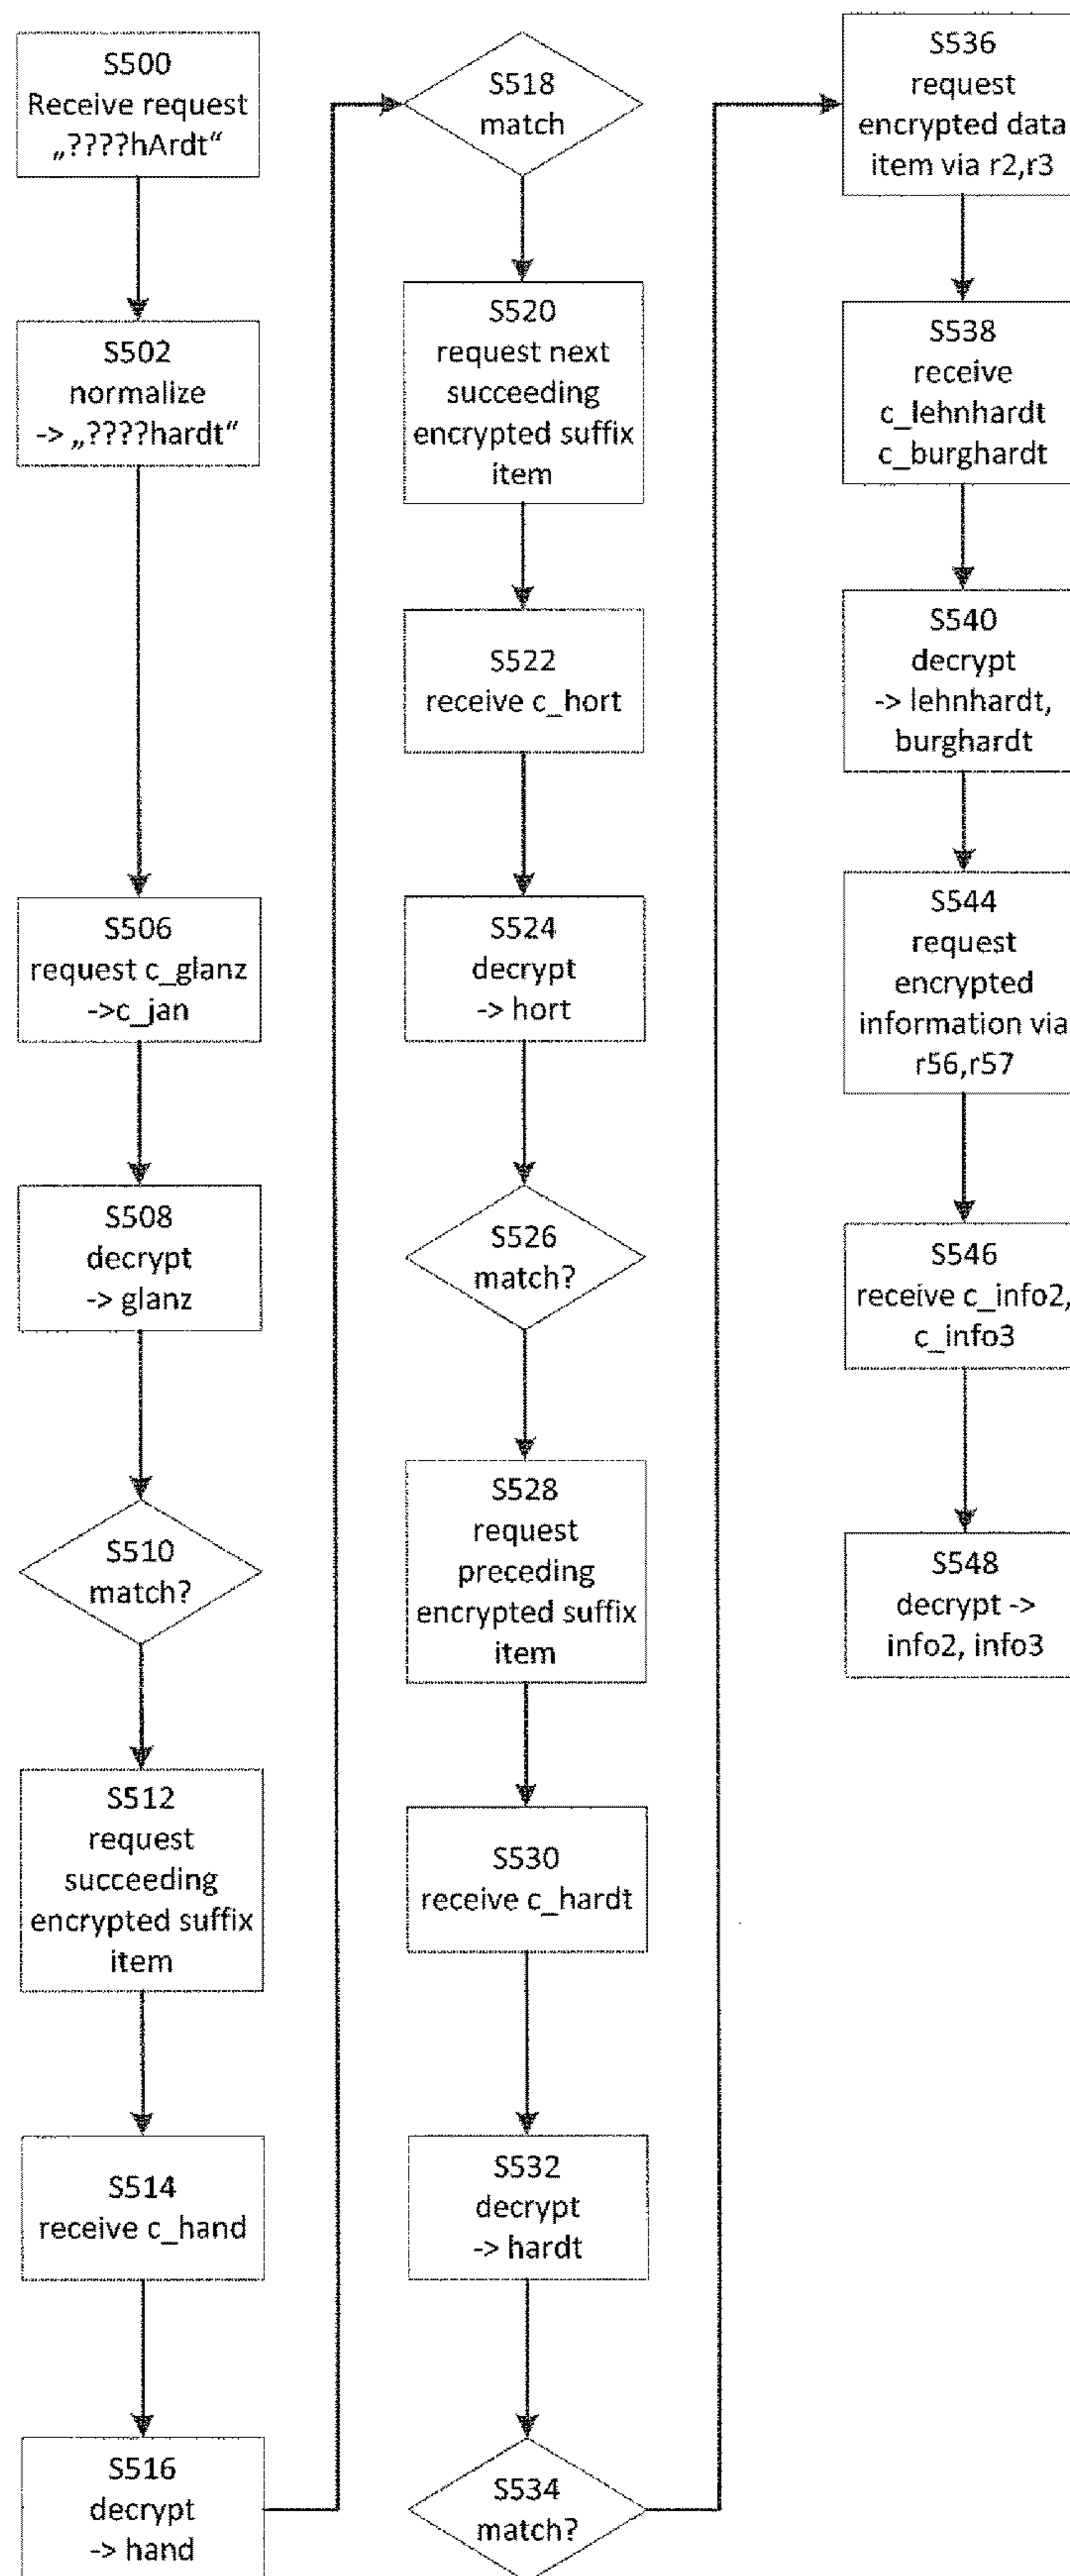 S500
Receive request
„????hArdt“
S502
normalize
-> „????hardt“
S506
request c_glanz
->c_jan
S508
decrypt
-> glanz
S510
match?
S512
request
succeeding
encrypted suffix
item
S514
receive c_hand
S516
decrypt
-> hand
S518
match
S520
request next
succeeding
encrypted suffix
item
S522
receive c_hort
S524
decrypt
-> hort
S526
match?
S528
request
preceding
encrypted suffix
item
S530
receive c_hardt
S532
decrypt
-> hardt
S534
match?
S536
request
encrypted data
item via r2,r3
S538
receive
c_lehnhardt
c_burghardt
S540
decrypt
-> lehnhardt,
burghardt
S544
request
encrypted
information via
r56,r57
S546
receive c_info2,
c_info3
S548
decrypt ->
info2, info3